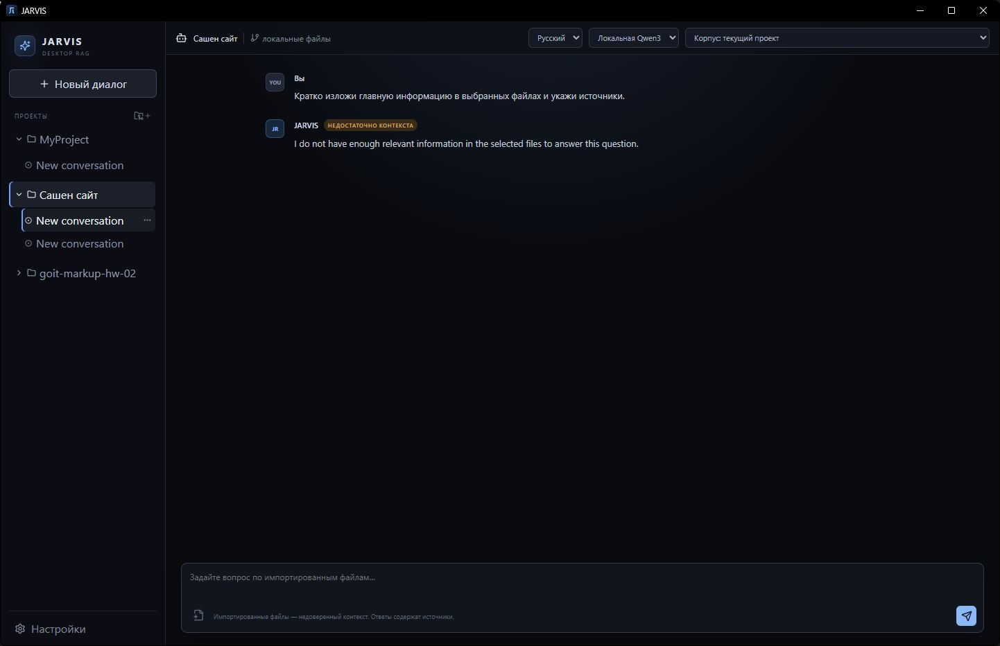 JARVIS
JARVIS
DESKTOP RAG
+ Новый диалог
ПРОЕКТЫ
MyProject
New conversation
Сашен сайт
New conversation
New conversation
goit-markup-hw-02
Настройки
Сашен сайт
локальные файлы
Русский
Локальная Qwen3
Корпус: текущий проект
YOU
Вы
Кратко изложи главную информацию в выбранных файлах и укажи источники.
JR
JARVIS
НЕДОСТАТОЧНО КОНТЕКСТА
I do not have enough relevant information in the selected files to answer this question.
Задайте вопрос по импортированным файлам...
Импортированные файлы — недоверенный контекст. Ответы содержат источники.